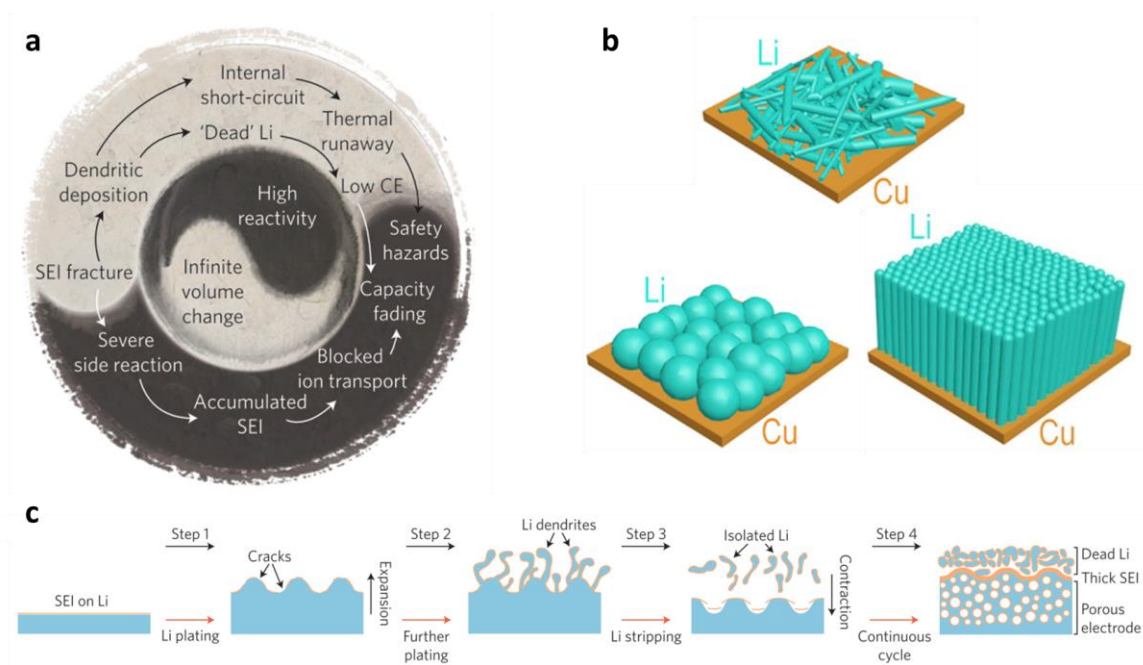 a
Internal
short-circuit
'Dead' Li
Thermal
runaway
Dendritic
deposition
Low CE
High
reactivity
Safety
hazards
SEI fracture
Infinite
volume
change
Capacity
fading
Severe
side reaction
Blocked
ion transport
Accumulated
SEI
b
Li
Cu
Li
Cu
Li
Cu
c
Step 1
Step 2
Li dendrites
Step 3
Isolated Li
Step 4
Cracks
Expansion
Contraction
Dead Li
Thick SEI
Porous
electrode
SEI on Li
Li plating
Further
plating
Li stripping
Continuous
cycle